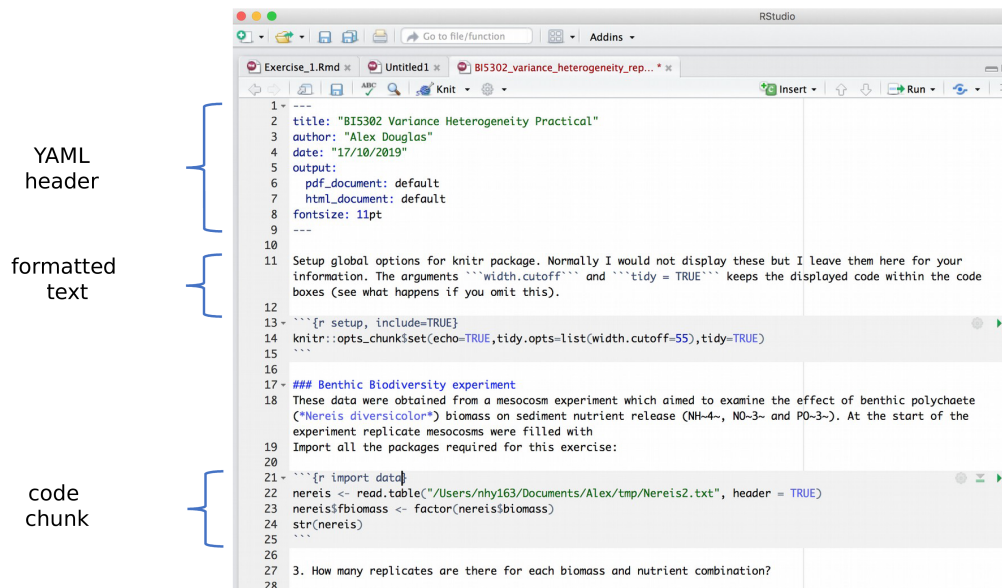 RStudio
Go to file/function
Addins
Exercise_1.Rmd
Untitled1
BI5302_variance_heterogeneity_rep... *
ABC
Knit
Insert
Run
YAML
header
1 ---
2 title: "BI5302 Variance Heterogeneity Practical"
3 author: "Alex Douglas"
4 date: "17/10/2019"
5 output:
6 pdf_document: default
7 html_document: default
8 fontsize: 11pt
9 ---
10
formatted
text
11 Setup global options for knitr package. Normally I would not display these but I leave them here for your
information. The arguments ```width.cutoff``` and ```tidy = TRUE``` keeps the displayed code within the code
boxes (see what happens if you omit this).
12
13 ```{r setup, include=TRUE}
14 knitr::opts_chunk$set(echo=TRUE,tidy.opts=list(width.cutoff=55),tidy=TRUE)
15 ```
16
17 ### Benthic Biodiversity experiment
18 These data were obtained from a mesocosm experiment which aimed to examine the effect of benthic polychaete
(*Nereis diversicolor*) biomass on sediment nutrient release (NH~4~, NO~3~ and PO~3~). At the start of the
experiment replicate mesocosms were filled with
19 Import all the packages required for this exercise:
20
code
chunk
21 ```{r import data}
22 nereis <- read.table("/Users/nhy163/Documents/Alex/tmp/Nereis2.txt", header = TRUE)
23 nereis$fbiomass <- factor(nereis$biomass)
24 str(nereis)
25 ```
26
27 3. How many replicates are there for each biomass and nutrient combination?
28